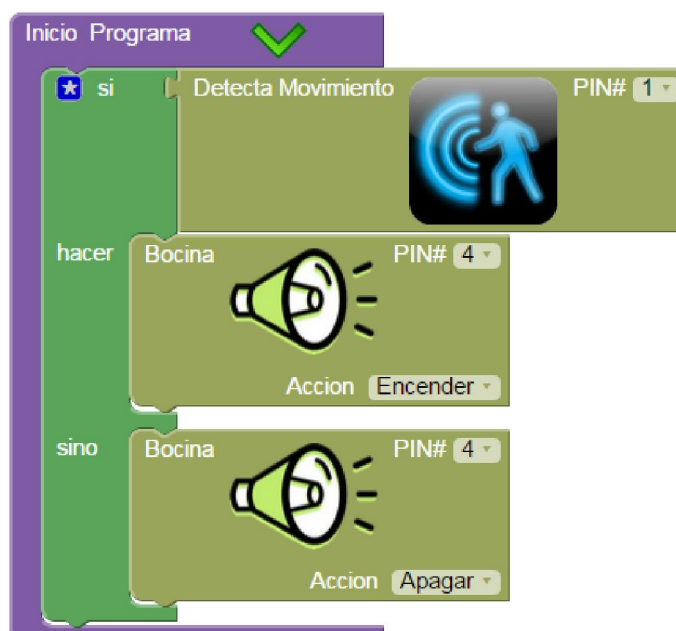 Inicio Programa
si Detecta Movimiento PIN# 1
hacer Bocina PIN# 4
Accion Encender
sino Bocina PIN# 4
Accion Apagar